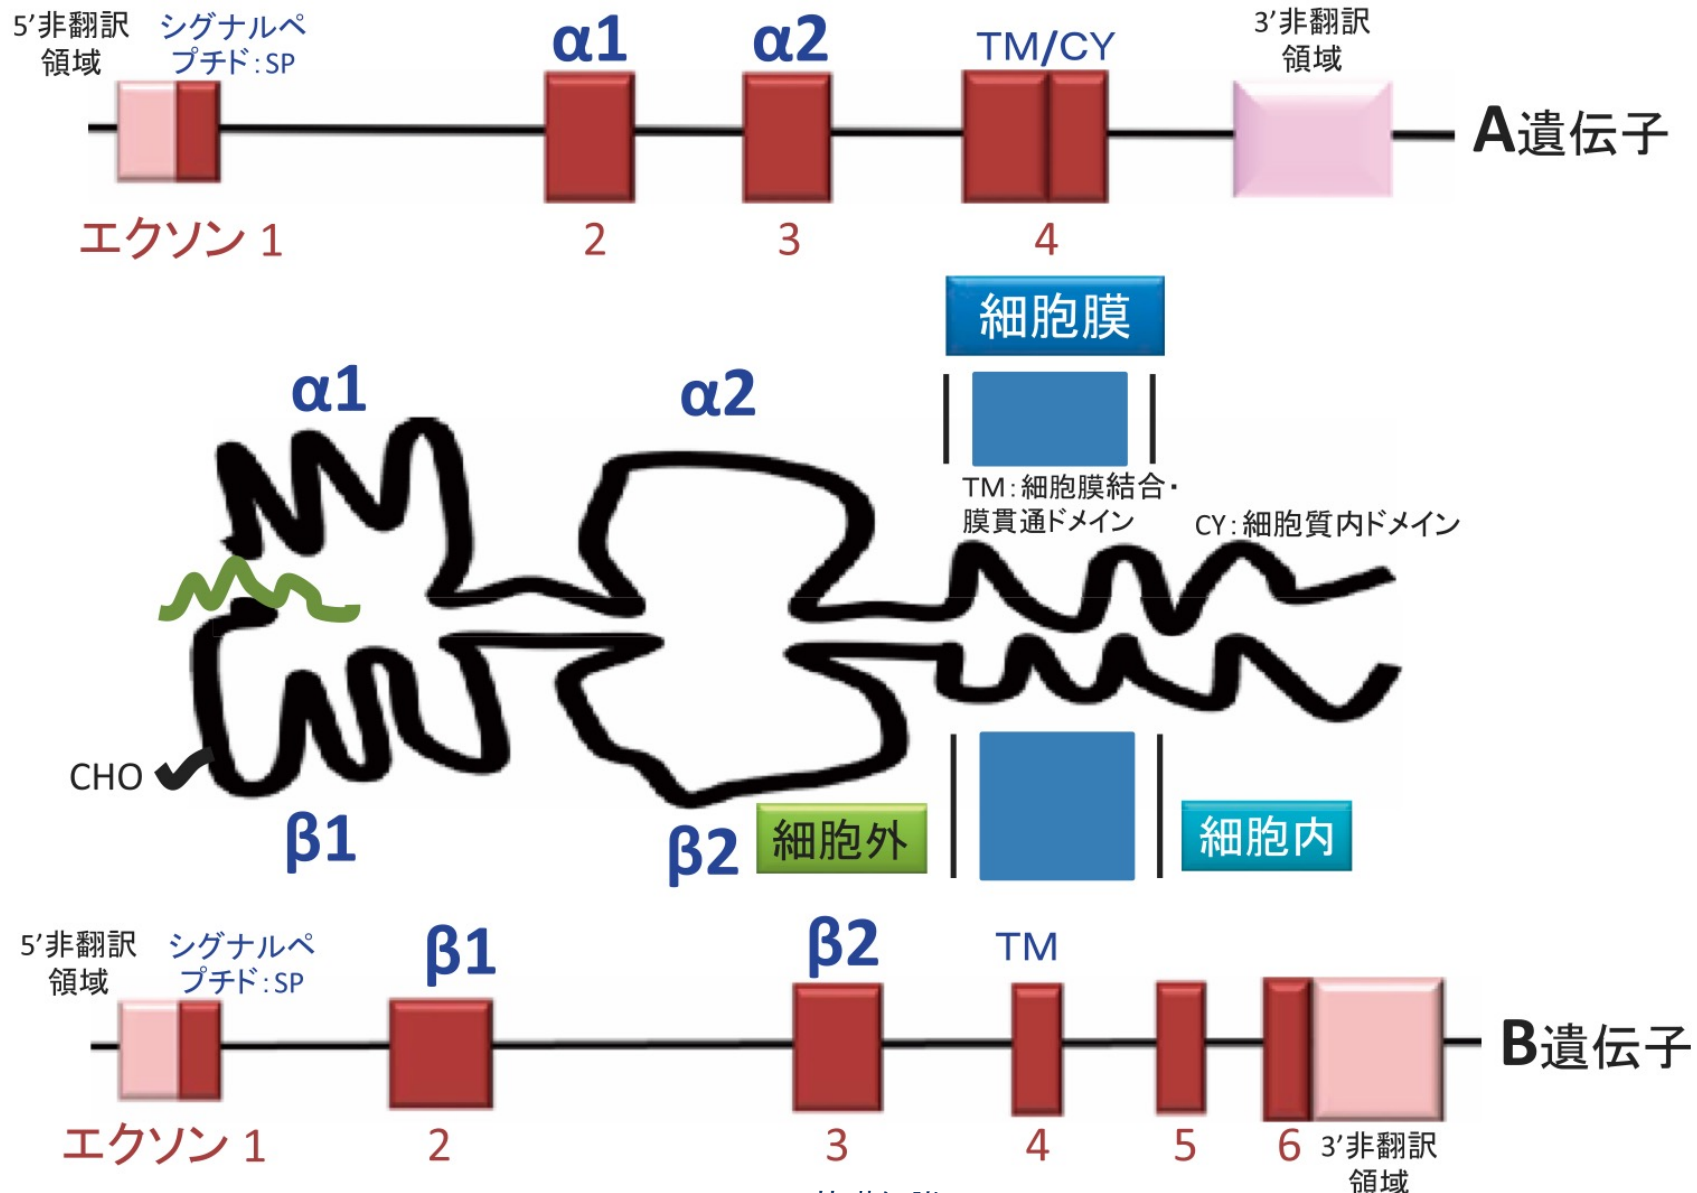 5’非翻訳
領域
シグナルペ
プチド：SP
α1
α2
TM/CY
3’非翻訳
領域
A遺伝子
エクソン 1
2
3
4
細胞膜
α1
α2
TM：細胞膜結合・
膜貫通ドメイン
CY：細胞質内ドメイン
CHO
β1
β2
細胞外
細胞内
5’非翻訳
領域
シグナルペ
プチド：SP
β1
β2
TM
B遺伝子
エクソン 1
2
3
4
5
6
3’非翻訳
領域